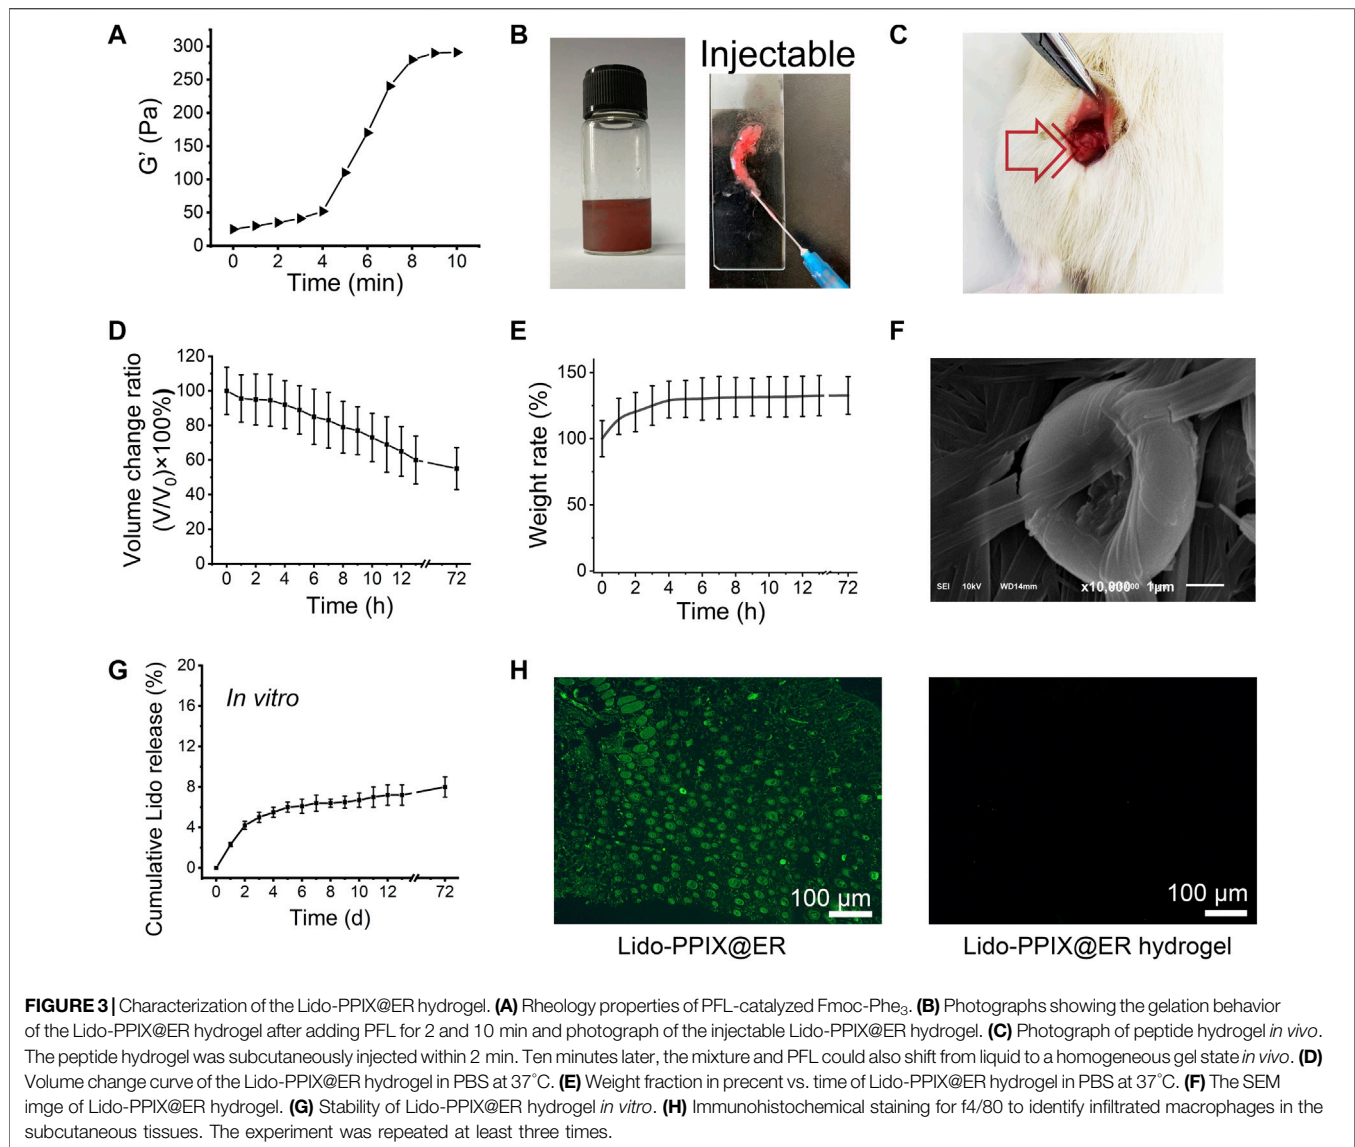 A
300
250
200
150
100
50
0
G' (Pa)
0 2 4 6 8 10
Time (min)
B
Injectable
C
D
120
100
80
60
40
20
0
Volume change ratio
(V/V₀)×100%)
0 2 4 6 8 10 12 72
Time (h)
E
150
100
50
0
Weight rate (%)
0 2 4 6 8 10 12 72
Time (h)
F
SEI 10kV WD14mm x10,000 1μm
G
20
16
12
8
4
0
Cumulative Lido release (%)
In vitro
0 2 4 6 8 10 12 72
Time (d)
H
100 μm
Lido-PPIX@ER
100 μm
Lido-PPIX@ER hydrogel
FIGURE 3 | Characterization of the Lido-PPIX@ER hydrogel. (A) Rheology properties of PFL-catalyzed Fmoc-Phe₃. (B) Photographs showing the gelation behavior
of the Lido-PPIX@ER hydrogel after adding PFL for 2 and 10 min and photograph of the injectable Lido-PPIX@ER hydrogel. (C) Photograph of peptide hydrogel in vivo.
The peptide hydrogel was subcutaneously injected within 2 min. Ten minutes later, the mixture and PFL could also shift from liquid to a homogeneous gel state in vivo. (D)
Volume change curve of the Lido-PPIX@ER hydrogel in PBS at 37°C. (E) Weight fraction in precent vs. time of Lido-PPIX@ER hydrogel in PBS at 37°C. (F) The SEM
imge of Lido-PPIX@ER hydrogel. (G) Stability of Lido-PPIX@ER hydrogel in vitro. (H) Immunohistochemical staining for f4/80 to identify infiltrated macrophages in the
subcutaneous tissues. The experiment was repeated at least three times.